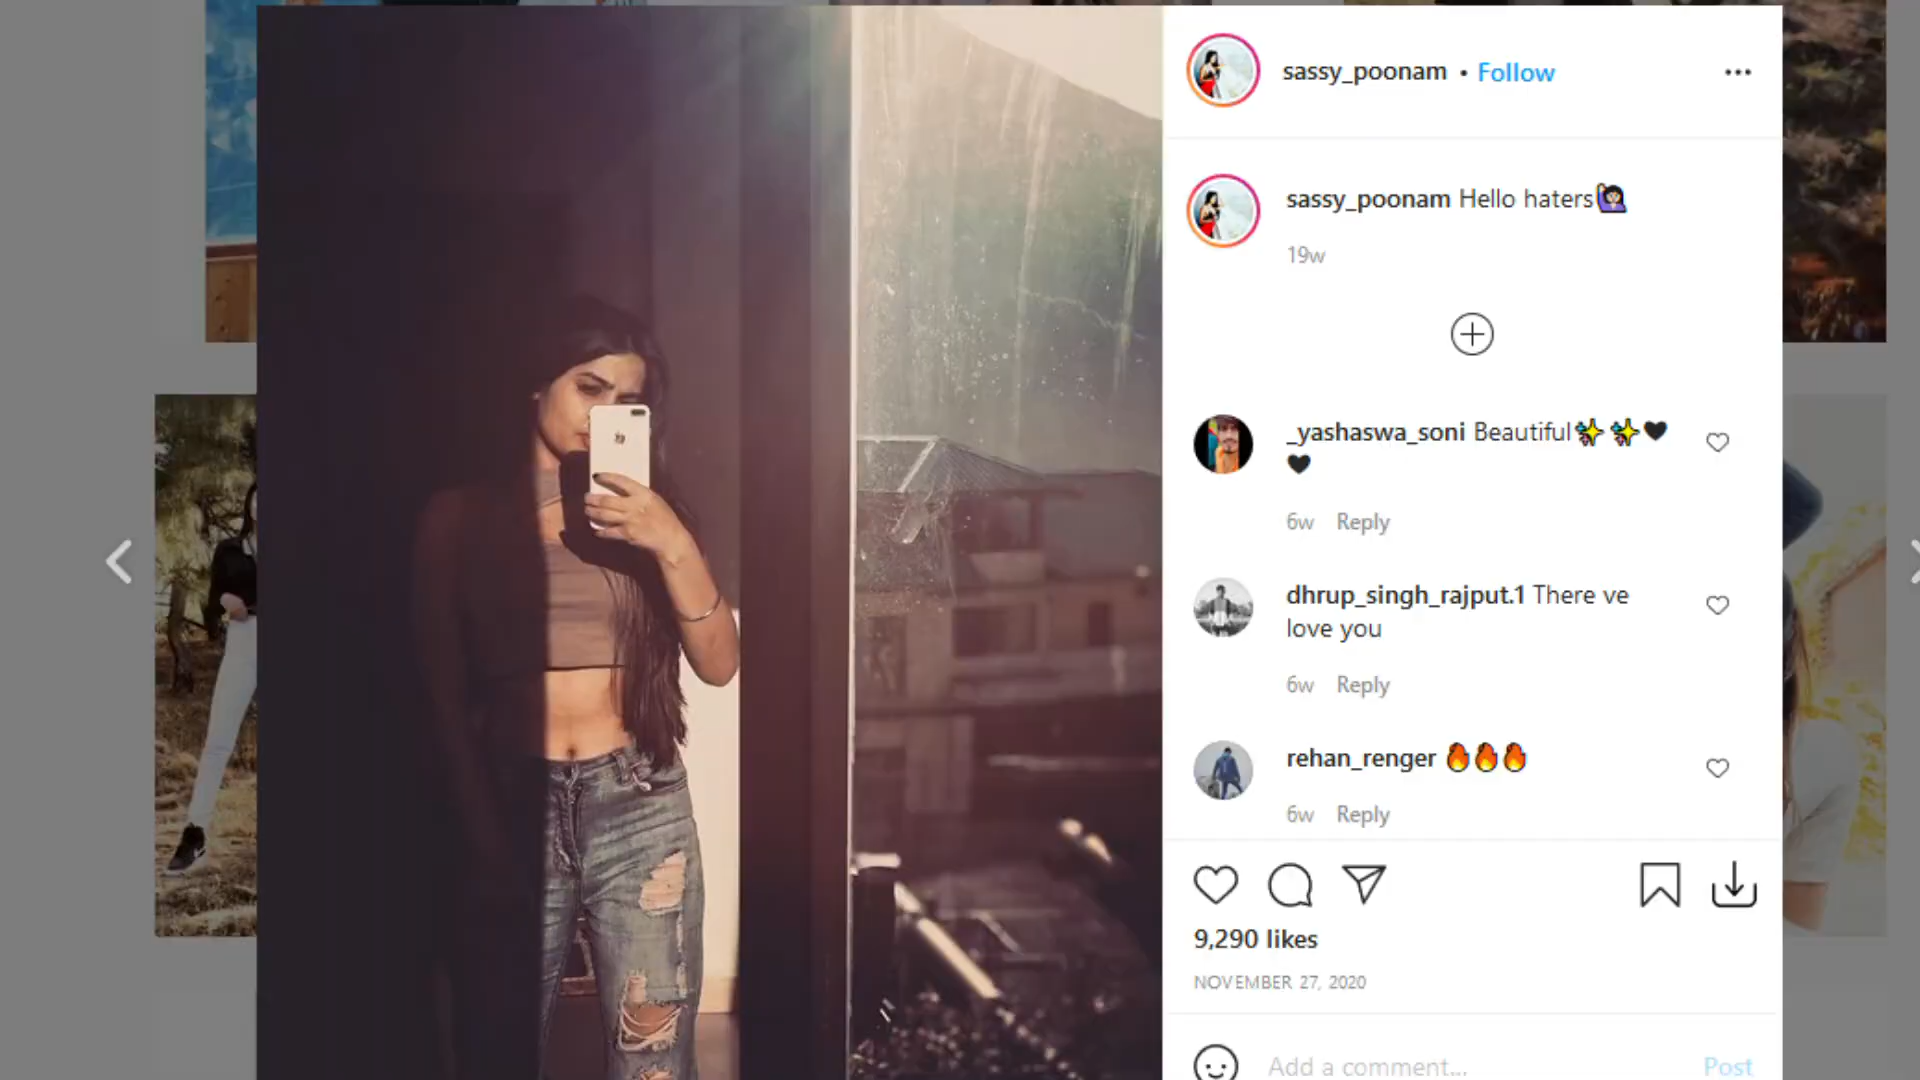 sassy_poonam • Follow
sassy_poonam Hello haters🙋🏻‍♀️
19w
_yashaswa_soni Beautiful✨✨🖤
🖤
6w Reply
dhrup_singh_rajput.1 There ve
love you
6w Reply
rehan_renger 🔥🔥🔥
6w Reply
9,290 likes
NOVEMBER 27, 2020
Add a comment...
Post